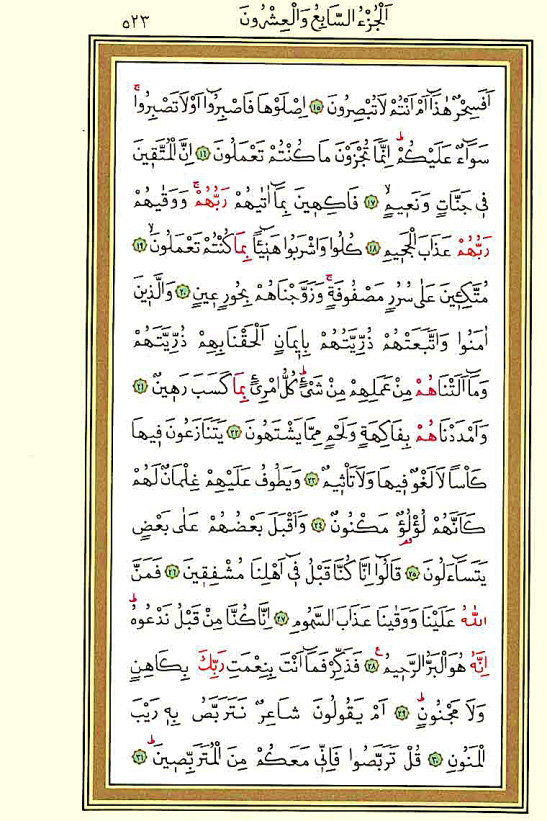 اَلْجُزْءُ السَّابِعُ وَالْعِشْرُونَ
٥٢٣
اَفَسِحْرٌ هٰذَٓا اَمْ اَنْتُمْ لَا تُبْصِرُونَ ﴿١٥﴾ اِصْلَوْهَا فَاصْبِرُٓوا اَوْ لَا تَصْبِرُواۚ
سَوَٓاءٌ عَلَيْكُمْۜ اِنَّمَا تُجْزَوْنَ مَا كُنْتُمْ تَعْمَلُونَ ﴿١٦﴾ اِنَّ الْمُتَّق۪ينَ
ف۪ي جَنَّاتٍ وَنَع۪يمٍۙ ﴿١٧﴾ فَاكِه۪ينَ بِمَٓا اٰتٰيهُمْ رَبُّهُمْۚ وَوَقٰيهُمْ
رَبُّهُمْ عَذَابَ الْجَح۪يمِ ﴿١٨﴾ كُلُوا وَاشْرَبُوا هَن۪ٓيـًٔا بِمَا كُنْتُمْ تَعْمَلُونَۙ ﴿١٩﴾
مُتَّكِـ۪ٔينَ عَلٰى سُرُرٍ مَصْفُوفَةٍۚ وَزَوَّجْنَاهُمْ بِحُورٍ ع۪ينٍ ﴿٢٠﴾ وَالَّذ۪ينَ
اٰمَنُوا وَاتَّبَعَتْهُمْ ذُرِّيَّتُهُمْ بِا۪يمَانٍ اَلْحَقْنَا بِهِمْ ذُرِّيَّتَهُمْ
وَمَٓا اَلَتْنَاهُمْ مِنْ عَمَلِهِمْ مِنْ شَيْءٍۜ كُلُّ امْرِئٍ بِمَا كَسَبَ رَه۪ينٌ ﴿٢١﴾
وَاَمْدَدْنَاهُمْ بِفَاكِهَةٍ وَلَحْمٍ مِمَّا يَشْتَهُونَ ﴿٢٢﴾ يَتَنَازَعُونَ ف۪يهَا
كَأْسًا لَا لَغْوٌ ف۪يهَا وَلَا تَأْث۪يمٌ ﴿٢٣﴾ وَيَطُوفُ عَلَيْهِمْ غِلْمَانٌ لَهُمْ
كَاَنَّهُمْ لُؤْلُؤٌ مَكْنُونٌ ﴿٢٤﴾ وَاَقْبَلَ بَعْضُهُمْ عَلٰى بَعْضٍ
يَتَسَٓاءَلُونَ ﴿٢٥﴾ قَالُٓوا اِنَّا كُنَّا قَبْلُ ف۪ٓي اَهْلِنَا مُشْفِق۪ينَ ﴿٢٦﴾ فَمَنَّ
اللّٰهُ عَلَيْنَا وَوَقٰينَا عَذَابَ السَّمُومِ ﴿٢٧﴾ اِنَّا كُنَّا مِنْ قَبْلُ نَدْعُوهُۜ
اِنَّهُ هُوَ الْبَرُّ الرَّح۪يمُ۟ ﴿٢٨﴾ فَذَكِّرْ فَمَٓا اَنْتَ بِنِعْمَتِ رَبِّكَ بِكَاهِنٍ
وَلَا مَجْنُونٍۜ ﴿٢٩﴾ اَمْ يَقُولُونَ شَاعِرٌ نَتَرَبَّصُ بِه۪ رَيْبَ
الْمَنُونِ ﴿٣٠﴾ قُلْ تَرَبَّصُوا فَاِنّ۪ي مَعَكُمْ مِنَ الْمُتَرَبِّص۪ينَۜ ﴿٣١﴾